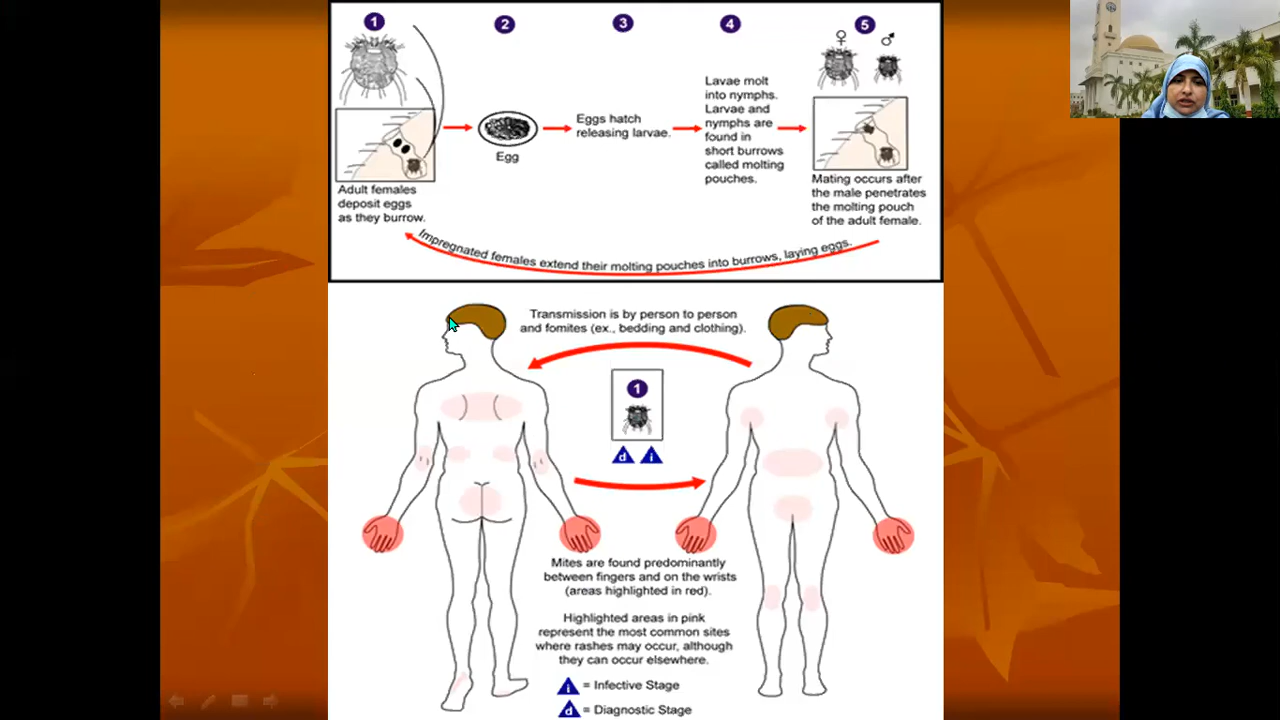 1
2
3
4
5
♀ ♂
Adult females
deposit eggs
as they burrow.
Egg
Eggs hatch
releasing larvae.
Lavae molt
into nymphs.
Larvae and
nymphs are
found in
short burrows
called molting
pouches.
Mating occurs after
the male penetrates
the molting pouch
of the adult female.
Impregnated females extend their molting pouches into burrows, laying eggs.
Transmission is by person to person
and fomites (ex., bedding and clothing).
1
d i
Mites are found predominantly
between fingers and on the wrists
(areas highlighted in red).
Highlighted areas in pink
represent the most common sites
where rashes may occur, although
they can occur elsewhere.
i = Infective Stage
d = Diagnostic Stage